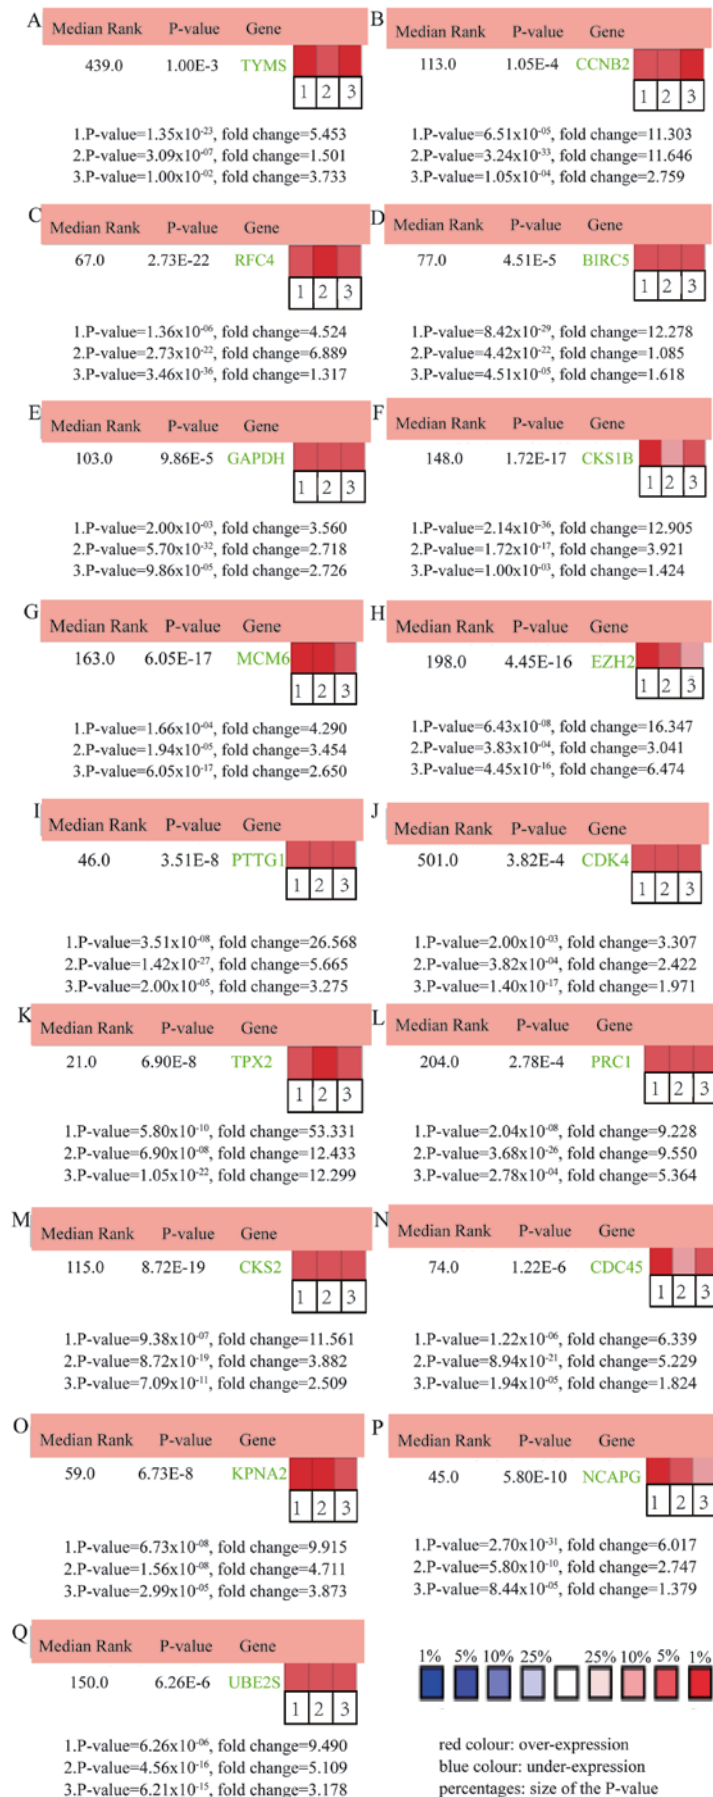 A
Median Rank P-value Gene
439.0 1.00E-3 TYMS
1 2 3
1.P-value=1.35x10⁻²³, fold change=5.453
2.P-value=3.09x10⁻⁰⁷, fold change=1.501
3.P-value=1.00x10⁻⁰², fold change=3.733
B
Median Rank P-value Gene
113.0 1.05E-4 CCNB2
1 2 3
1.P-value=6.51x10⁻⁰⁵, fold change=11.303
2.P-value=3.24x10⁻³³, fold change=11.646
3.P-value=1.05x10⁻⁰⁴, fold change=2.759
C
Median Rank P-value Gene
67.0 2.73E-22 RFC4
1 2 3
1.P-value=1.36x10⁻⁰⁶, fold change=4.524
2.P-value=2.73x10⁻²², fold change=6.889
3.P-value=3.46x10⁻³⁶, fold change=1.317
D
Median Rank P-value Gene
77.0 4.51E-5 BIRC5
1 2 3
1.P-value=8.42x10⁻²⁹, fold change=12.278
2.P-value=4.42x10⁻²², fold change=1.085
3.P-value=4.51x10⁻⁰⁵, fold change=1.618
E
Median Rank P-value Gene
103.0 9.86E-5 GAPDH
1 2 3
1.P-value=2.00x10⁻⁰³, fold change=3.560
2.P-value=5.70x10⁻³², fold change=2.718
3.P-value=9.86x10⁻⁰⁵, fold change=2.726
F
Median Rank P-value Gene
148.0 1.72E-17 CKS1B
1 2 3
1.P-value=2.14x10⁻³⁶, fold change=12.905
2.P-value=1.72x10⁻¹⁷, fold change=3.921
3.P-value=1.00x10⁻⁰³, fold change=1.424
G
Median Rank P-value Gene
163.0 6.05E-17 MCM6
1 2 3
1.P-value=1.66x10⁻⁰⁴, fold change=4.290
2.P-value=1.94x10⁻⁰⁵, fold change=3.454
3.P-value=6.05x10⁻¹⁷, fold change=2.650
H
Median Rank P-value Gene
198.0 4.45E-16 EZH2
1 2 3
1.P-value=6.43x10⁻⁰⁸, fold change=16.347
2.P-value=3.83x10⁻⁰⁴, fold change=3.041
3.P-value=4.45x10⁻¹⁶, fold change=6.474
I
Median Rank P-value Gene
46.0 3.51E-8 PTTG1
1 2 3
1.P-value=3.51x10⁻⁰⁸, fold change=26.568
2.P-value=1.42x10⁻²⁷, fold change=5.665
3.P-value=2.00x10⁻⁰⁵, fold change=3.275
J
Median Rank P-value Gene
501.0 3.82E-4 CDK4
1 2 3
1.P-value=2.00x10⁻⁰³, fold change=3.307
2.P-value=3.82x10⁻⁰⁴, fold change=2.422
3.P-value=1.40x10⁻¹⁷, fold change=1.971
K
Median Rank P-value Gene
21.0 6.90E-8 TPX2
1 2 3
1.P-value=5.80x10⁻¹⁰, fold change=53.331
2.P-value=6.90x10⁻⁰⁸, fold change=12.433
3.P-value=1.05x10⁻²², fold change=12.299
L
Median Rank P-value Gene
204.0 2.78E-4 PRC1
1 2 3
1.P-value=2.04x10⁻⁰⁸, fold change=9.228
2.P-value=3.68x10⁻²⁶, fold change=9.550
3.P-value=2.78x10⁻⁰⁴, fold change=5.364
M
Median Rank P-value Gene
115.0 8.72E-19 CKS2
1 2 3
1.P-value=9.38x10⁻⁰⁷, fold change=11.561
2.P-value=8.72x10⁻¹⁹, fold change=3.882
3.P-value=7.09x10⁻¹¹, fold change=2.509
N
Median Rank P-value Gene
74.0 1.22E-6 CDC45
1 2 3
1.P-value=1.22x10⁻⁰⁶, fold change=6.339
2.P-value=8.94x10⁻²¹, fold change=5.229
3.P-value=1.94x10⁻⁰⁵, fold change=1.824
O
Median Rank P-value Gene
59.0 6.73E-8 KPNA2
1 2 3
1.P-value=6.73x10⁻⁰⁸, fold change=9.915
2.P-value=1.56x10⁻⁰⁸, fold change=4.711
3.P-value=2.99x10⁻⁰⁵, fold change=3.873
P
Median Rank P-value Gene
45.0 5.80E-10 NCAPG
1 2 3
1.P-value=2.70x10⁻³¹, fold change=6.017
2.P-value=5.80x10⁻¹⁰, fold change=2.747
3.P-value=8.44x10⁻⁰⁵, fold change=1.379
Q
Median Rank P-value Gene
150.0 6.26E-6 UBE2S
1 2 3
1.P-value=6.26x10⁻⁰⁶, fold change=9.490
2.P-value=4.56x10⁻¹⁶, fold change=5.109
3.P-value=6.21x10⁻¹⁵, fold change=3.178
1% 5% 10% 25% 25% 10% 5% 1%
red colour: over-expression
blue colour: under-expression
percentages: size of the P-value